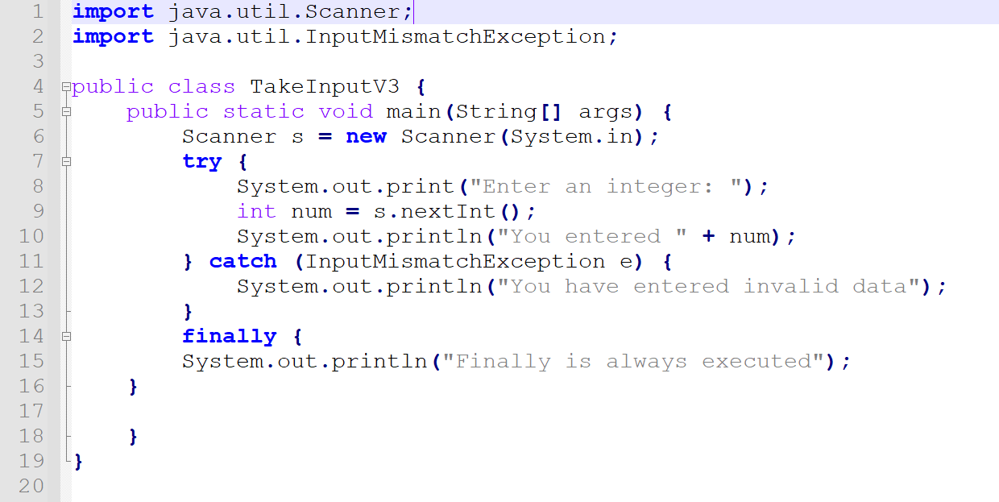 1 import java.util.Scanner;
2 import java.util.InputMismatchException;
3
4 public class TakeInputV3 {
5     public static void main(String[] args) {
6         Scanner s = new Scanner(System.in);
7         try {
8             System.out.print("Enter an integer: ");
9             int num = s.nextInt();
10             System.out.println("You entered " + num);
11         } catch (InputMismatchException e) {
12             System.out.println("You have entered invalid data");
13         }
14         finally {
15         System.out.println("Finally is always executed");
16     }
17
18     }
19 }
20